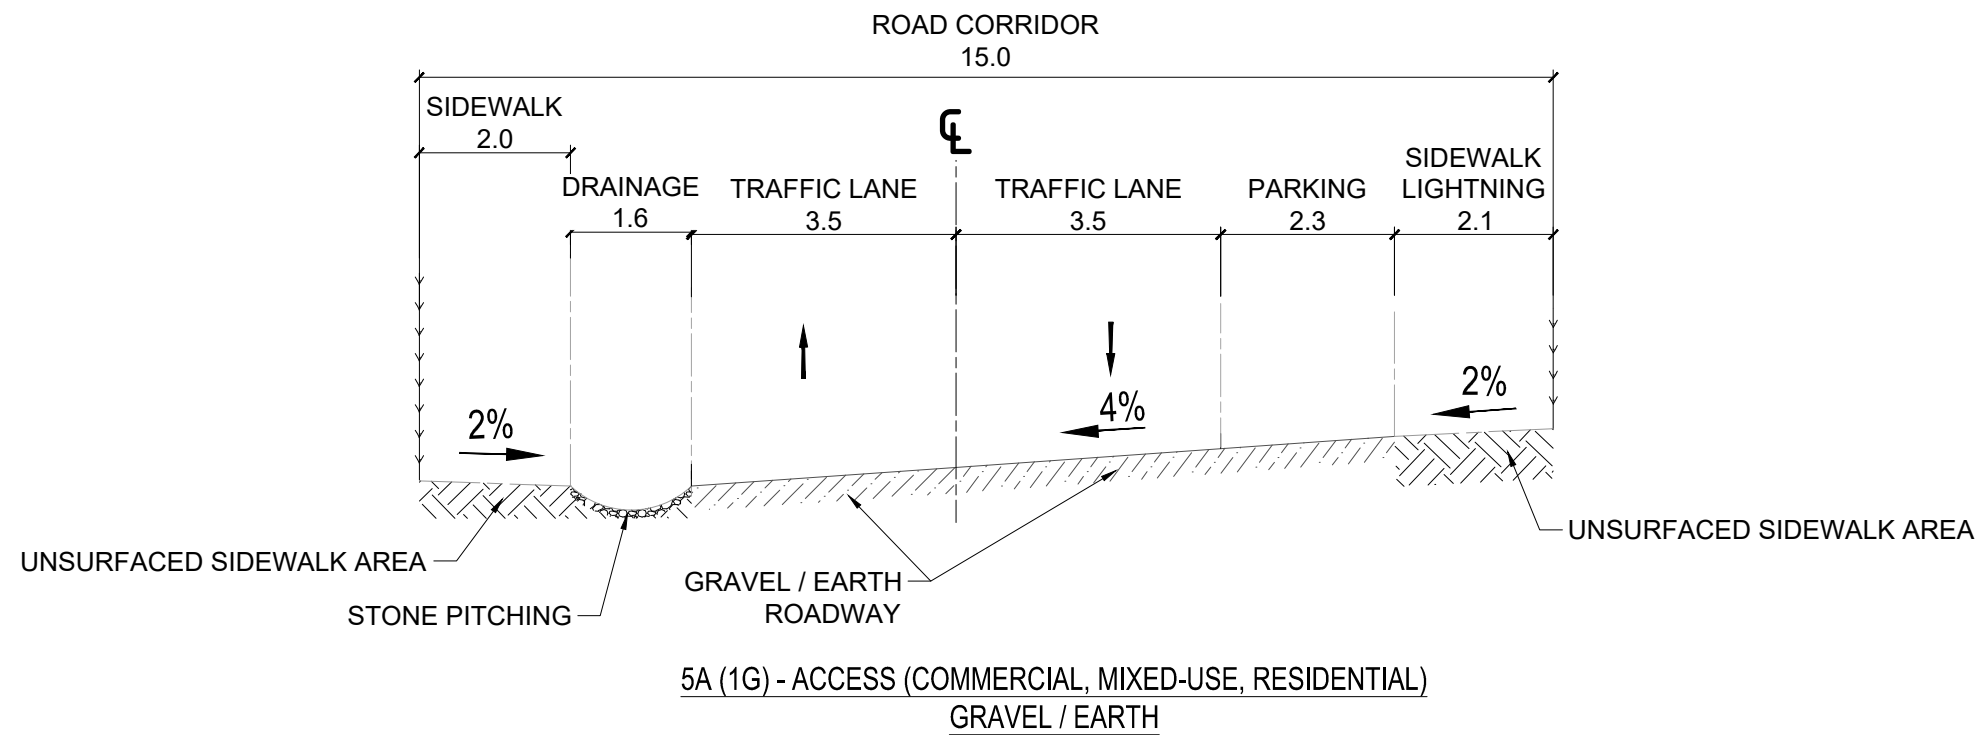 ROAD CORRIDOR
15.0
SIDEWALK
2.0
℄
DRAINAGE
1.6
TRAFFIC LANE
3.5
TRAFFIC LANE
3.5
PARKING
2.3
SIDEWALK
LIGHTNING
2.1
2%
4%
2%
UNSURFACED SIDEWALK AREA
STONE PITCHING
GRAVEL / EARTH
ROADWAY
UNSURFACED SIDEWALK AREA
5A (1G) - ACCESS (COMMERCIAL, MIXED-USE, RESIDENTIAL)
GRAVEL / EARTH